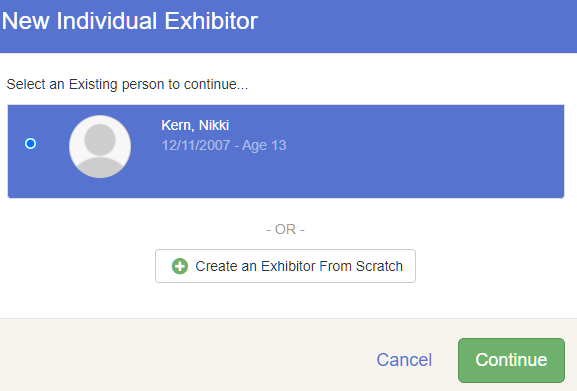 New Individual Exhibitor
Select an Existing person to continue...
Kern, Nikki
12/11/2007 - Age 13
- OR -
Create an Exhibitor From Scratch
Cancel
Continue